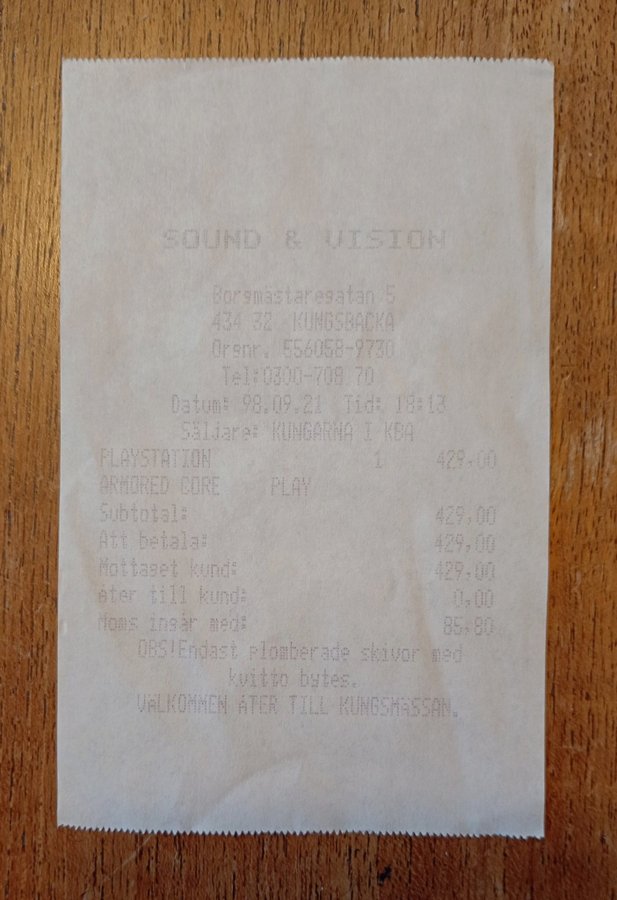 SOUND & VISION
Borgmästaregatan 5
434 32 KUNGSBACKA
Orgnr. 556058-9730
Tel:0300-708 70
Datum: 98.09.21 Tid: 18:13
Säljare: KUNGARNA I KBA
PLAYSTATION 1 429,00
ARMORED CORE PLAY
Subtotal: 429,00
Att betala: 429,00
Mottaget kund: 429,00
åter till kund: 0,00
Moms ingår med: 85,80
OBS!Endast plomberade skivor med
kvitto bytes.
VÄLKOMMEN ÅTER TILL KUNGSMÄSSAN.